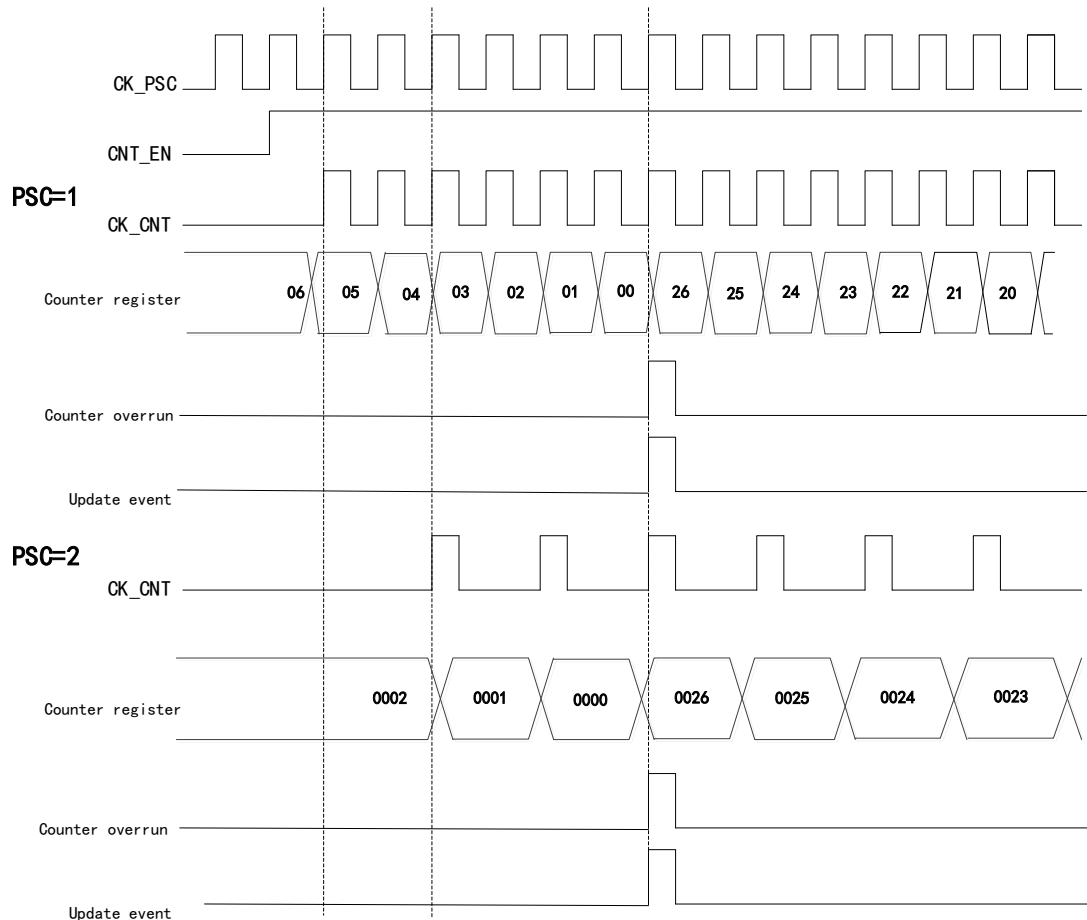 CK_PSC
CNT_EN
PSC=1
CK_CNT
Counter register 06 05 04 03 02 01 00 26 25 24 23 22 21 20
Counter overrun
Update event
PSC=2
CK_CNT
Counter register 0002 0001 0000 0026 0025 0024 0023
Counter overrun
Update event